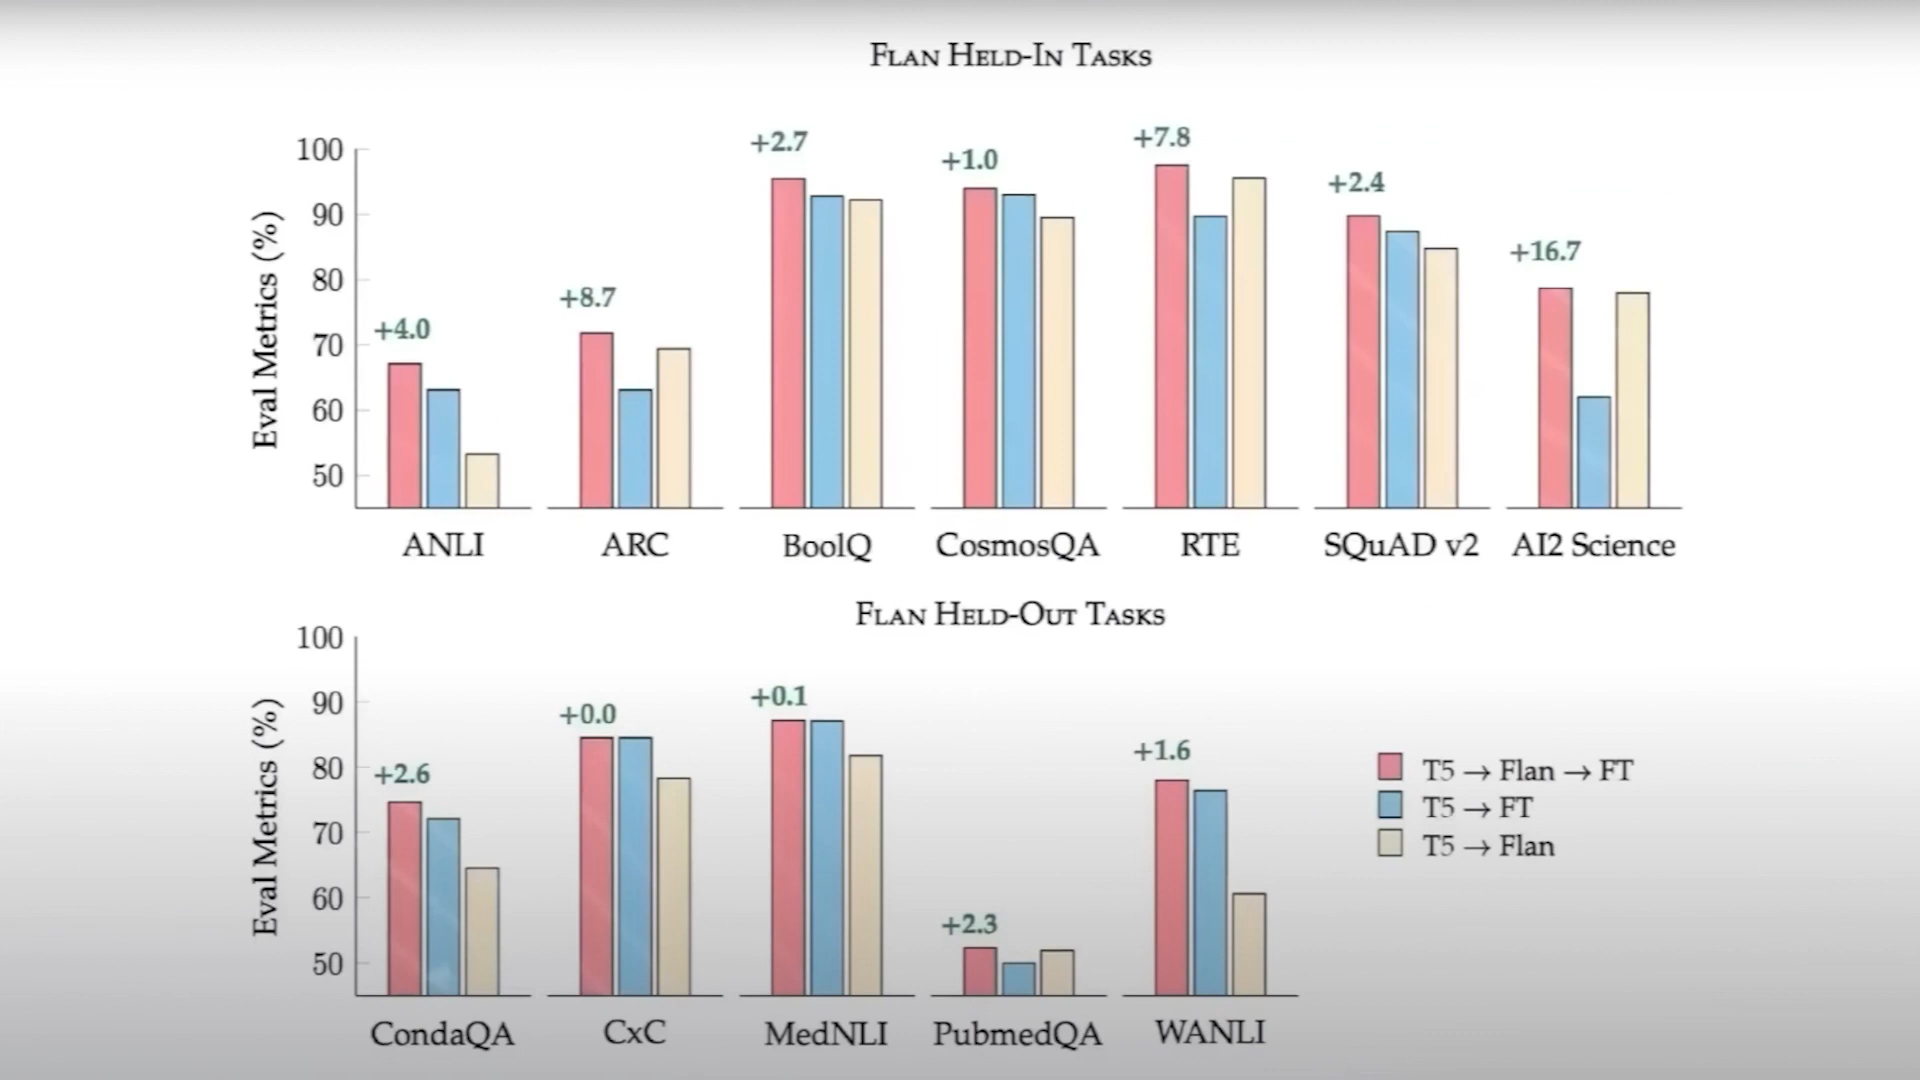 Flan Held-In Tasks
Eval Metrics (%)
100
90
80
70
60
50
+4.0
+8.7
+2.7
+1.0
+7.8
+2.4
+16.7
ANLI
ARC
BoolQ
CosmosQA
RTE
SQuAD v2
AI2 Science
Flan Held-Out Tasks
Eval Metrics (%)
100
90
80
70
60
50
+2.6
+0.0
+0.1
+2.3
+1.6
CondaQA
CxC
MedNLI
PubmedQA
WANLI
T5 → Flan → FT
T5 → FT
T5 → Flan